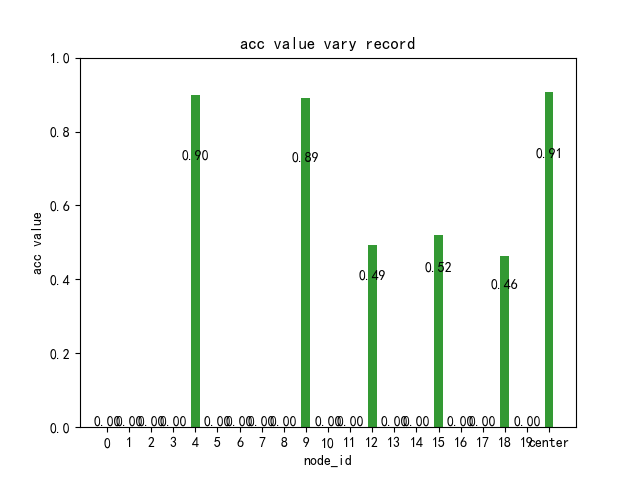 acc value vary record
1.0
0.8
0.6
0.4
0.2
0.0
acc value
0.00 0.00 0.00 0.00 0.90 0.00 0.00 0.00 0.00 0.89 0.00 0.00 0.49 0.00 0.00 0.52 0.00 0.00 0.46 0.00 0.91
0 1 2 3 4 5 6 7 8 9 10 11 12 13 14 15 16 17 18 19 center
node_id